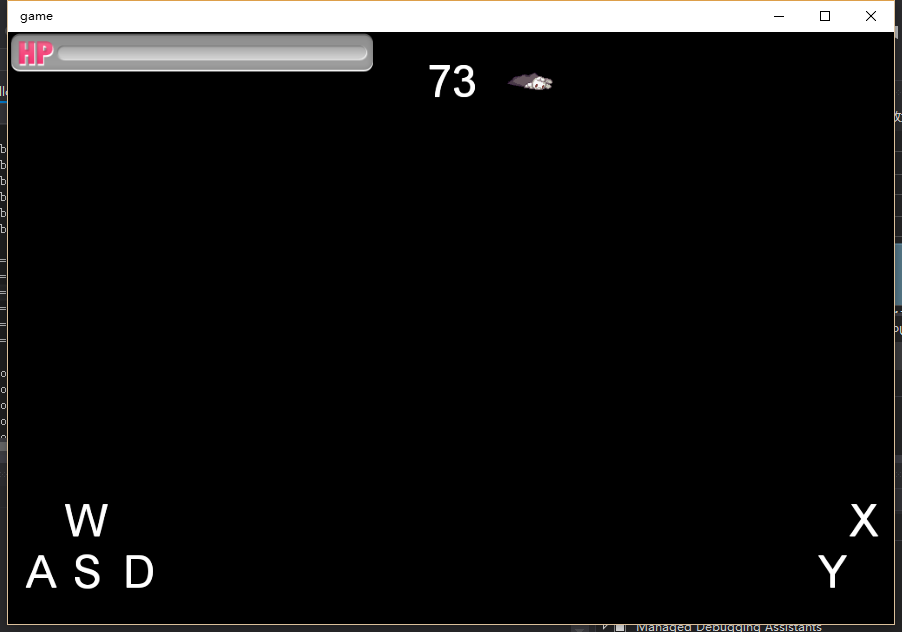 game
HP
73
W
X
A S D
Y
Managed Debugging Assistants